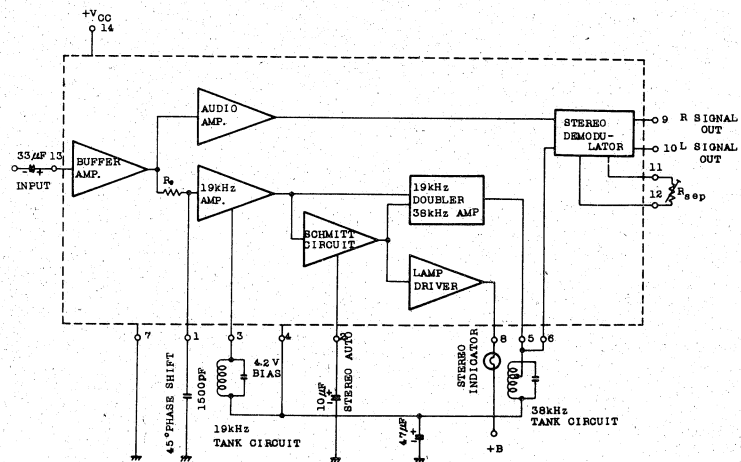 +VCC
14
AUDIO
AMP.
STEREO
DEMODU-
LATOR
9 R SIGNAL
OUT
10 L SIGNAL
OUT
11
12
Rsep
33μF 13
INPUT
BUFFER
AMP.
R●
19kHz
AMP.
19kHz
DOUBLER
38kHz AMP
SCHMITT
CIRCUIT
LAMP
DRIVER
7
1
3
4
2
8
5
6
45°PHASE SHIFT
1500pF
4.2V
BIAS
19kHz
TANK CIRCUIT
10μF
STEREO AUTO
47μF
STEREO
INDICATOR
+B
38kHz
TANK CIRCUIT